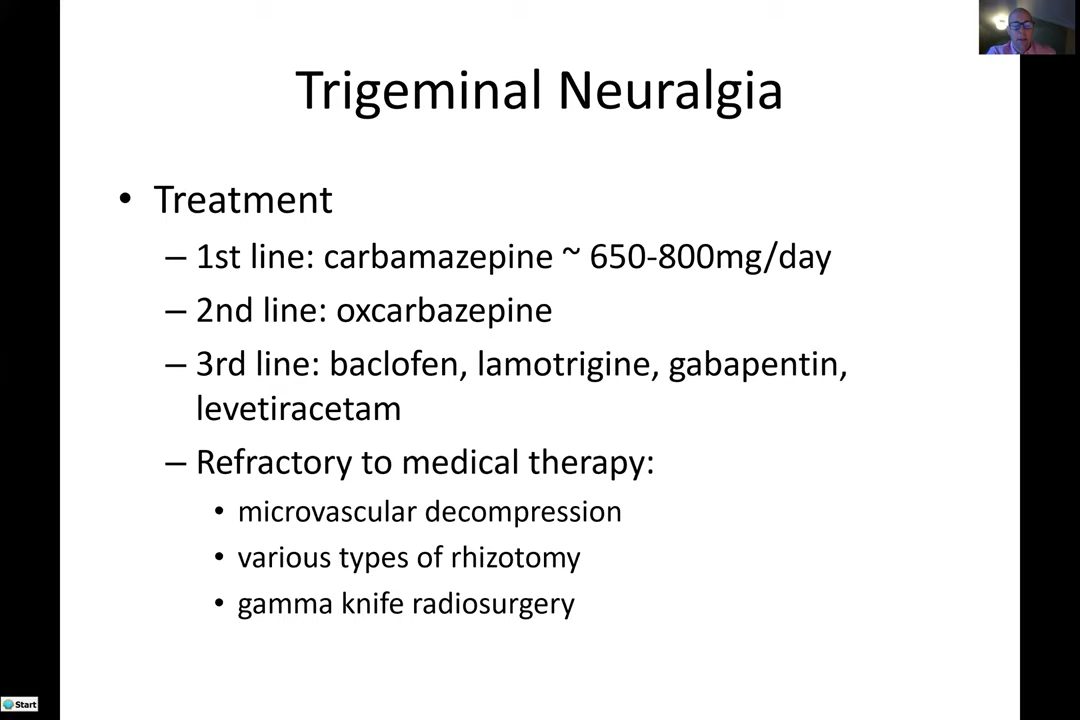 Trigeminal Neuralgia
• Treatment
– 1st line: carbamazepine ~ 650-800mg/day
– 2nd line: oxcarbazepine
– 3rd line: baclofen, lamotrigine, gabapentin,
levetiracetam
– Refractory to medical therapy:
• microvascular decompression
• various types of rhizotomy
• gamma knife radiosurgery
Start